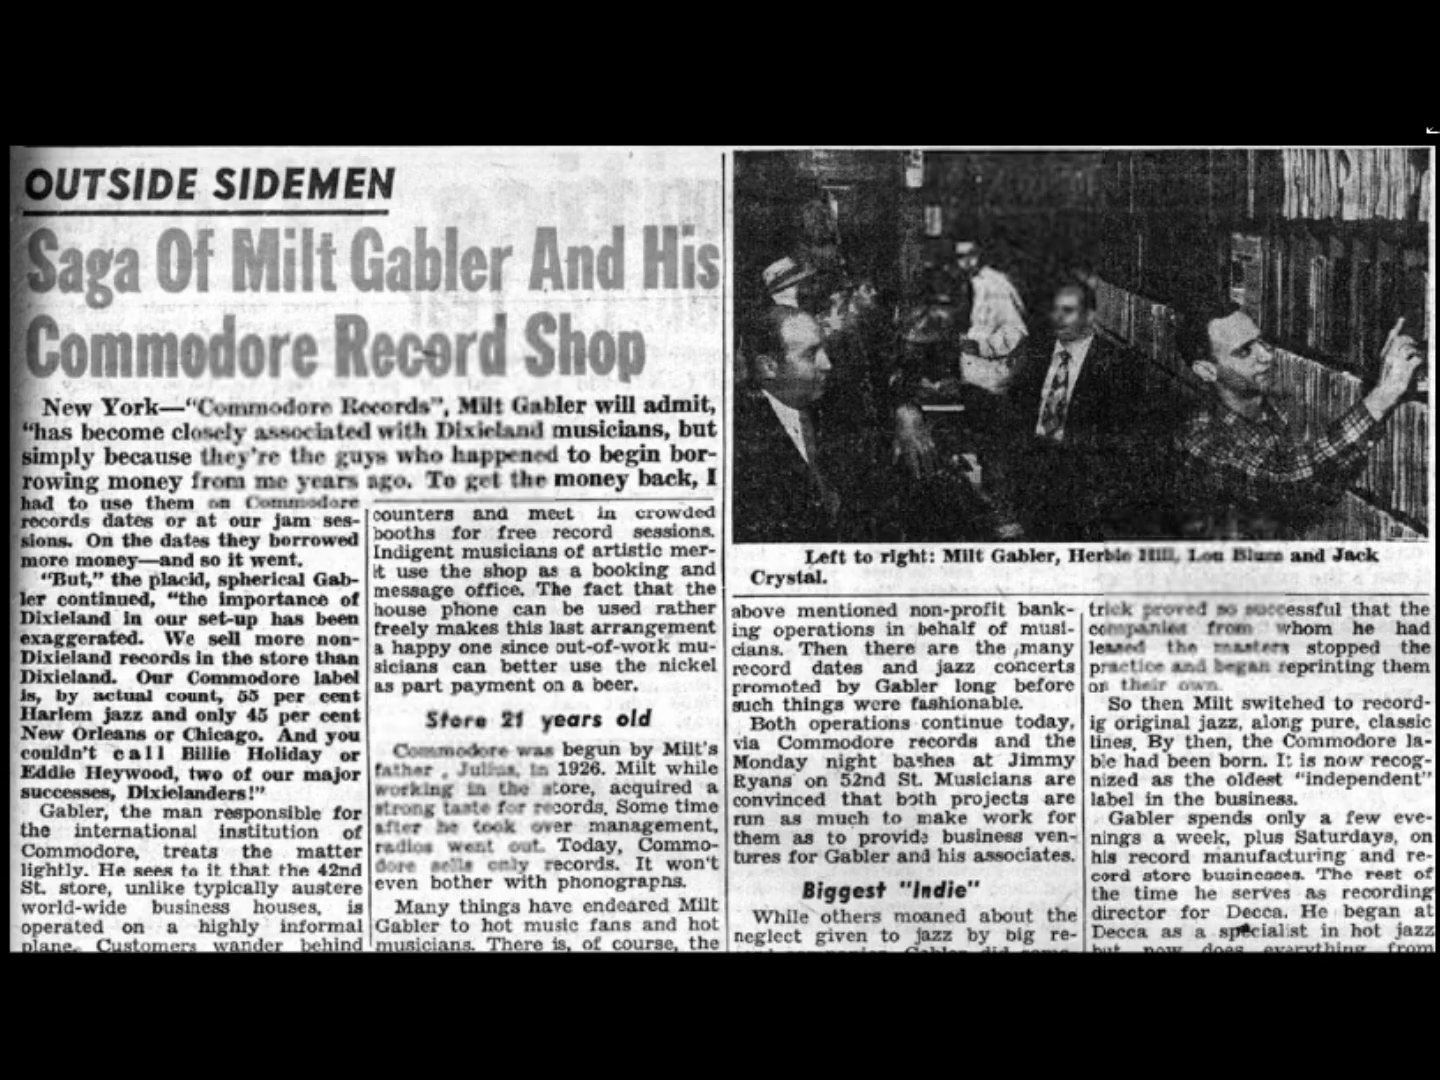 OUTSIDE SIDEMEN
Saga Of Milt Gabler And His
Commodore Record Shop
New York—"Commodore Records", Milt Gabler will admit,
"has become closely associated with Dixieland musicians, but
simply because they're the guys who happened to begin bor-
rowing money from me years ago. To get the money back, I
had to use them on Commodore
records dates or at our jam ses-
sions. On the dates they borrowed
more money—and so it went.
"But," the placid, spherical Gab-
ler continued, "the importance of
Dixieland in our set-up has been
exaggerated. We sell more non-
Dixieland records in the store than
Dixieland. Our Commodore label
is, by actual count, 55 per cent
Harlem jazz and only 45 per cent
New Orleans or Chicago. And you
couldn't call Billie Holiday or
Eddie Heywood, two of our major
successes, Dixielanders!"
Gabler, the man responsible for
the international institution of
Commodore, treats the matter
lightly. He sees to it that the 42nd
St. store, unlike typically austere
world-wide business houses, is
operated on a highly informal
plane. Customers wander behind
counters and meet in crowded
booths for free record sessions.
Indigent musicians of artistic mer-
it use the shop as a booking and
message office. The fact that the
house phone can be used rather
freely makes this last arrangement
a happy one since out-of-work mu-
sicians can better use the nickel
as part payment on a beer.
Store 21 years old
Commodore was begun by Milt's
father , Julius, in 1926. Milt while
working in the store, acquired a
strong taste for records. Some time
after he took over management,
radios went out. Today, Commo-
dore sells only records. It won't
even bother with phonographs.
Many things have endeared Milt
Gabler to hot music fans and hot
musicians. There is, of course, the
Left to right: Milt Gabler, Herbie Hill, Lou Blum and Jack
Crystal.
above mentioned non-profit bank-
ing operations in behalf of musi-
cians. Then there are the many
record dates and jazz concerts
promoted by Gabler long before
such things were fashionable.
Both operations continue today,
via Commodore records and the
Monday night bashes at Jimmy
Ryans on 52nd St. Musicians are
convinced that both projects are
run as much to make work for
them as to provide business ven-
tures for Gabler and his associates.
Biggest "Indie"
While others moaned about the
neglect given to jazz by big re-
trick proved so successful that the
companies from whom he had
leased the masters stopped the
practice and began reprinting them
on their own.
So then Milt switched to record-
ig original jazz, along pure, classic
lines. By then, the Commodore la-
ble had been born. It is now recog-
nized as the oldest "independent"
label in the business.
Gabler spends only a few eve-
nings a week, plus Saturdays, on
his record manufacturing and re-
cord store businesses. The rest of
the time he serves as recording
director for Decca. He began at
Decca as a specialist in hot jazz
but now does everything from